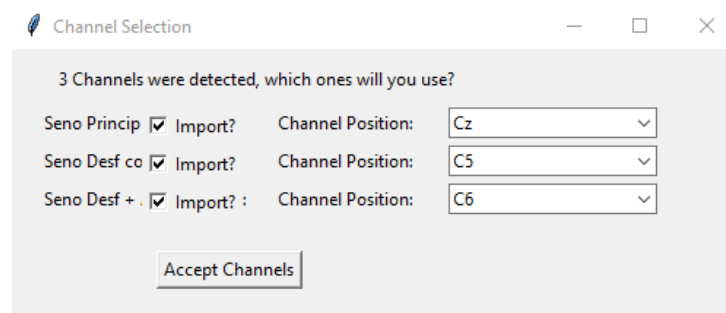 Channel Selection
3 Channels were detected, which ones will you use?
Seno Princip Import? Channel Position: Cz
Seno Desf co Import? Channel Position: C5
Seno Desf + . Import? : Channel Position: C6
Accept Channels